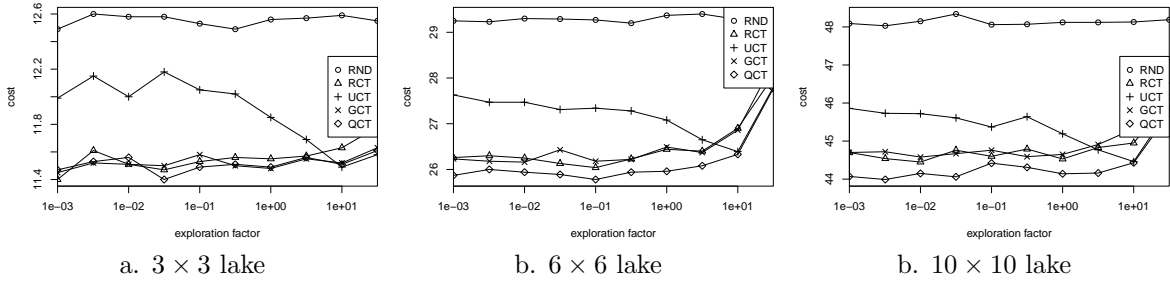 12.6
12.2
11.8
11.4
cost
1e−03
1e−02
1e−01
1e+00
1e+01
exploration factor
RND
RCT
UCT
GCT
QCT
a. 3 × 3 lake
29
28
27
26
cost
1e−03
1e−02
1e−01
1e+00
1e+01
exploration factor
RND
RCT
UCT
GCT
QCT
b. 6 × 6 lake
48
47
46
45
44
cost
1e−03
1e−02
1e−01
1e+00
1e+01
exploration factor
RND
RCT
UCT
GCT
QCT
b. 10 × 10 lake